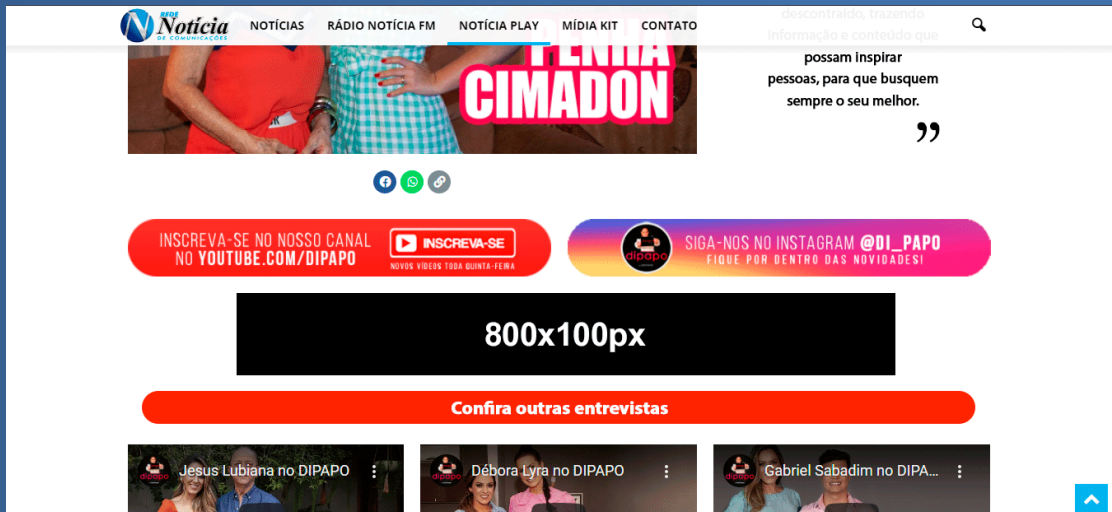 REDE
Notícia
DE COMUNICAÇÕES
NOTÍCIAS
RÁDIO NOTÍCIA FM
NOTÍCIA PLAY
MÍDIA KIT
CONTATO
descontraído, trazendo
informação e conteúdo que
possam inspirar
pessoas, para que busquem
sempre o seu melhor.
”
PENHA
CIMADON
INSCREVA-SE NO NOSSO CANAL
NO YOUTUBE.COM/DIPAPO
INSCREVA-SE
NOVOS VÍDEOS TODA QUINTA-FEIRA
dipapo
SIGA-NOS NO INSTAGRAM @DI_PAPO
FIQUE POR DENTRO DAS NOVIDADES!
800x100px
Confira outras entrevistas
dipapo
Jesus Lubiana no DIPAPO
dipapo
Débora Lyra no DIPAPO
dipapo
Gabriel Sabadim no DIPA...